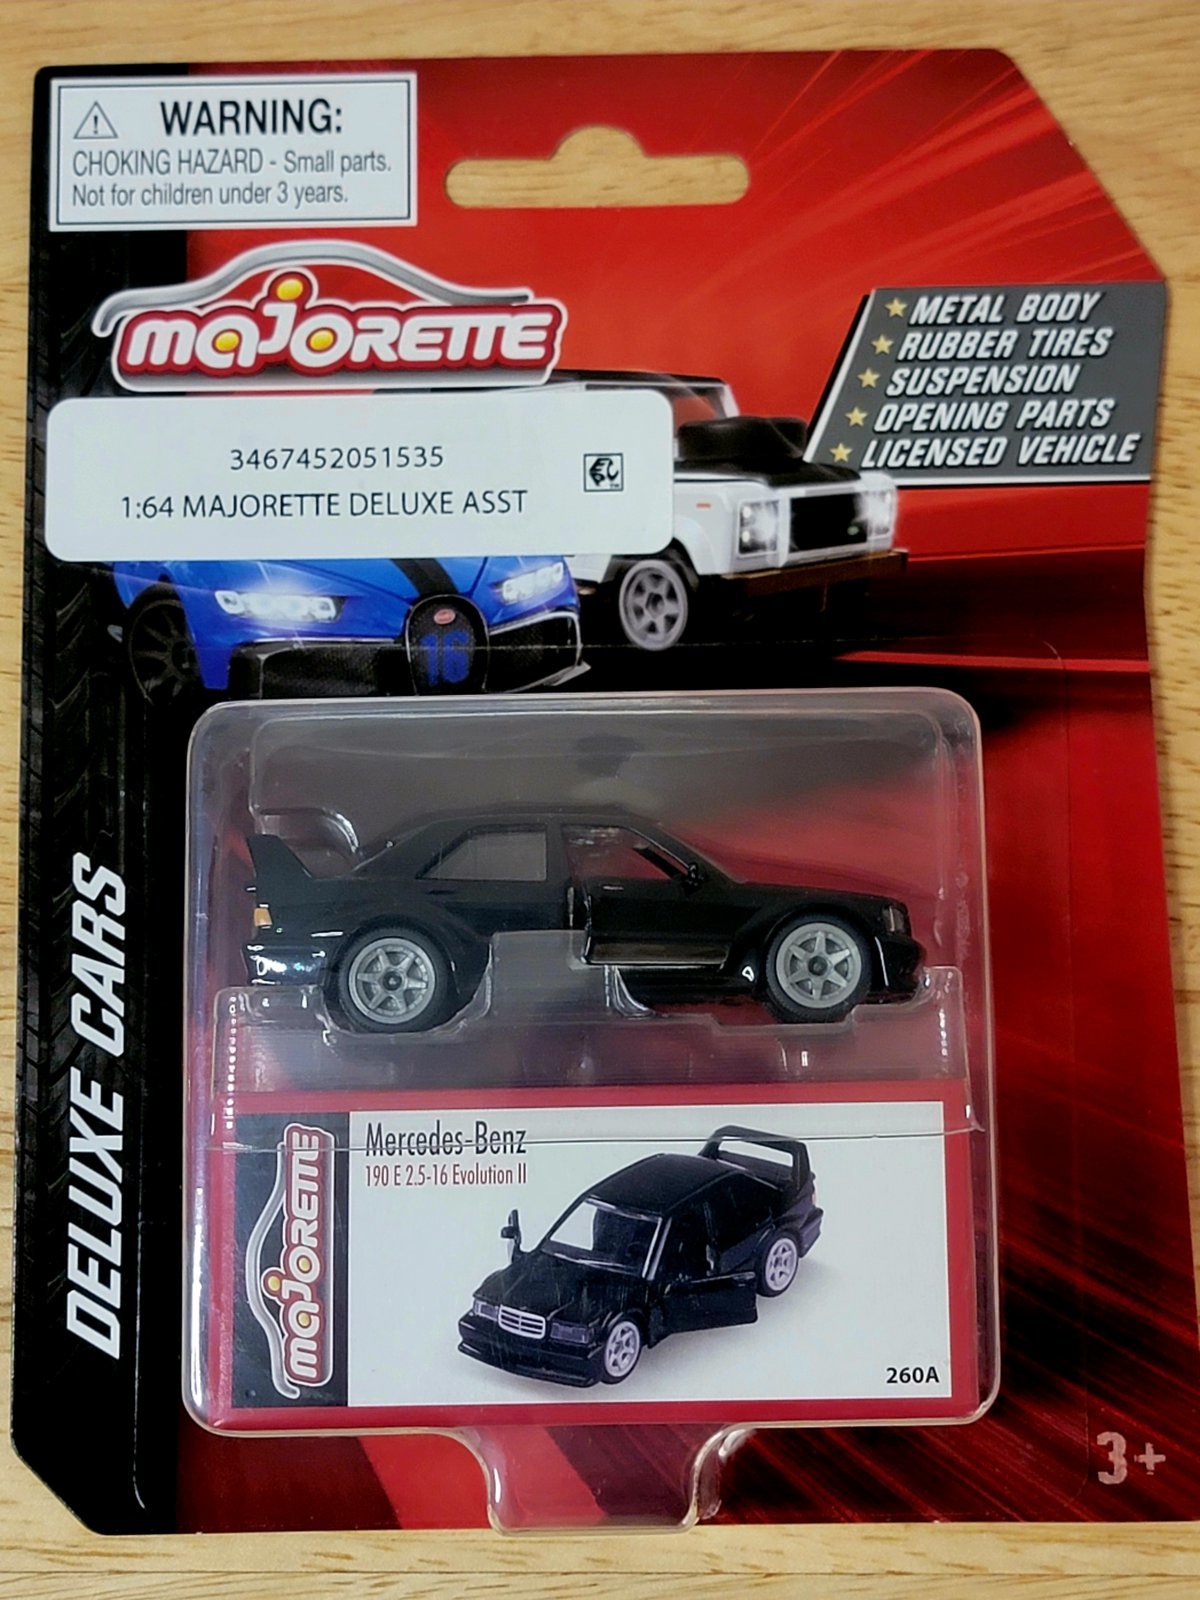 WARNING:
CHOKING HAZARD - Small parts.
Not for children under 3 years.
majorette
METAL BODY
RUBBER TIRES
SUSPENSION
OPENING PARTS
LICENSED VEHICLE
3467452051535
1:64 MAJORETTE DELUXE ASST
16
DELUXE CARS
majorette
Mercedes-Benz
190 E 2.5-16 Evolution II
260A
3+